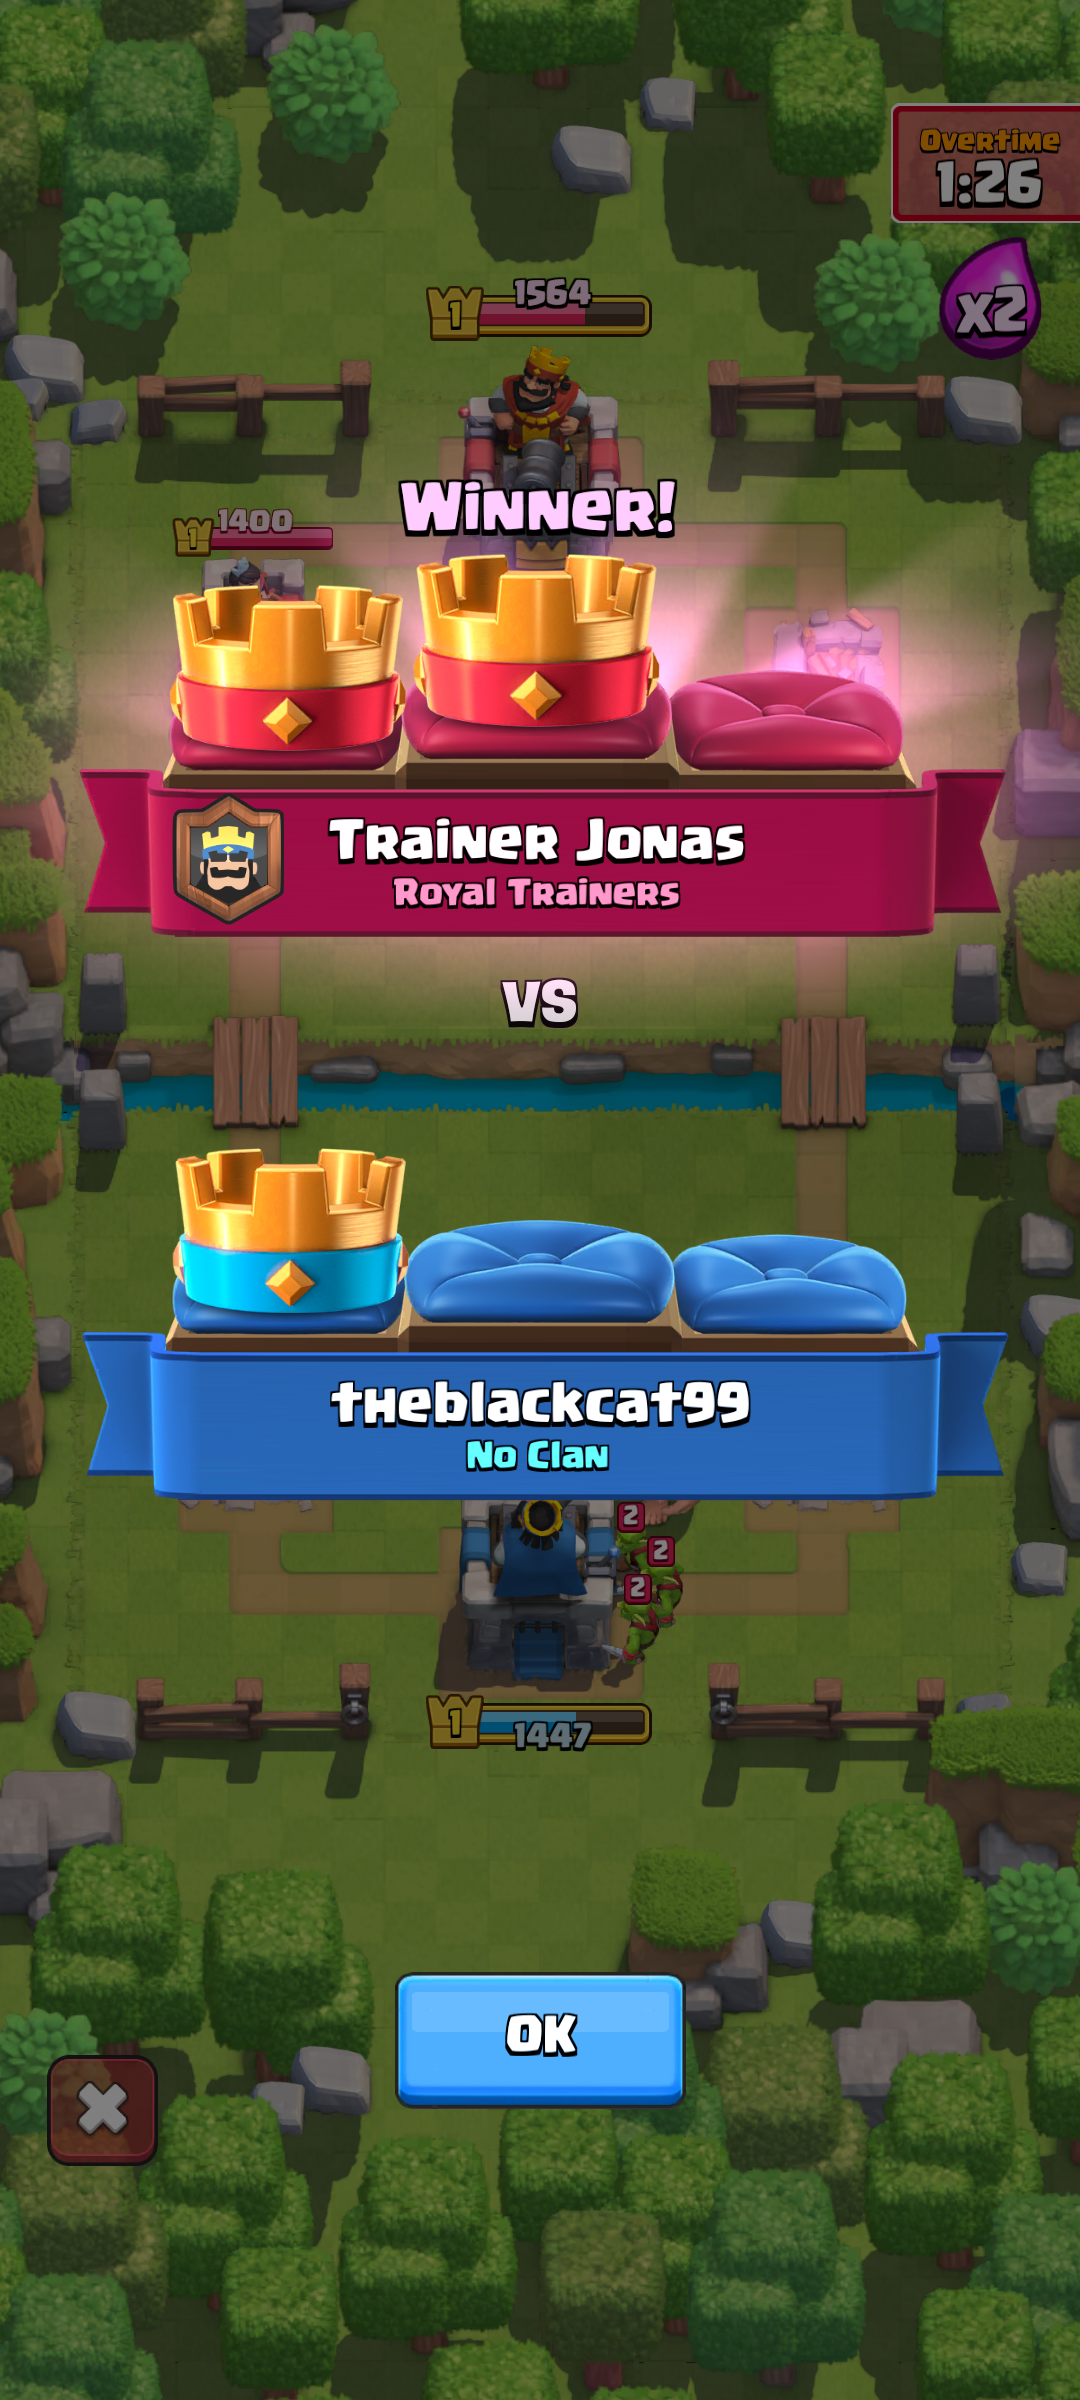 Overtime
1:26
x2
1
1564
Winner!
1
1400
Trainer Jonas
Royal Trainers
VS
theblackcat99
No Clan
2
2
2
1
1447
OK